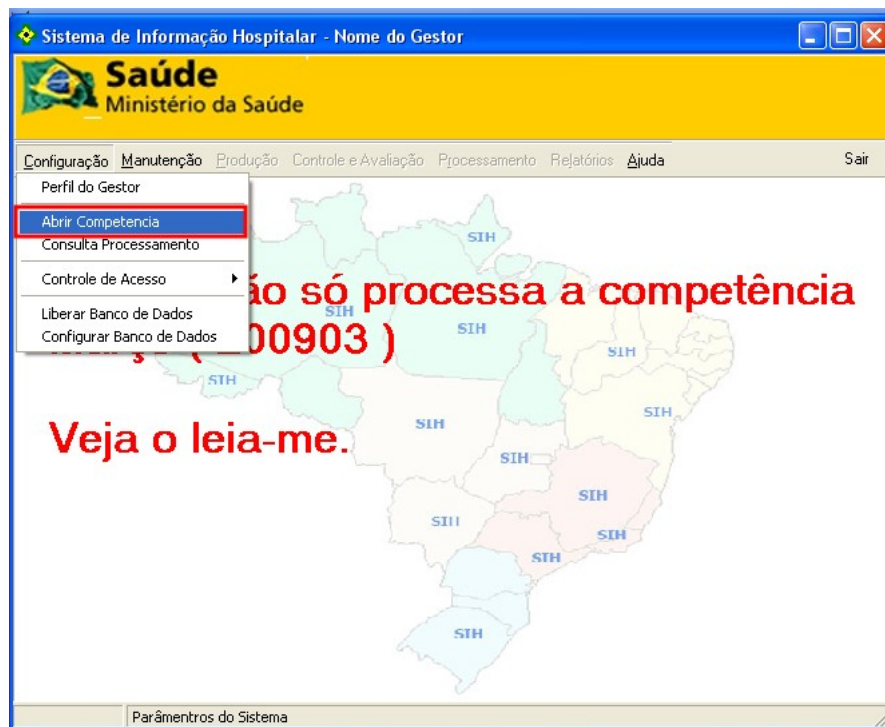 Sistema de Informação Hospitalar - Nome do Gestor
Saúde
Ministério da Saúde
Configuração Manutenção Produção Controle e Avaliação Processamento Relatórios Ajuda Sair
Perfil do Gestor
Abrir Competencia
Consulta Processamento
Controle de Acesso
Liberar Banco de Dados
Configurar Banco de Dados
só processa a competência
00903 )
Veja o leia-me.
SIH
SIH
SIH
SIH
SIH
SIH
SIH
SIH
SIH
SIH
SIH
SIH
SIH
Parâmentros do Sistema